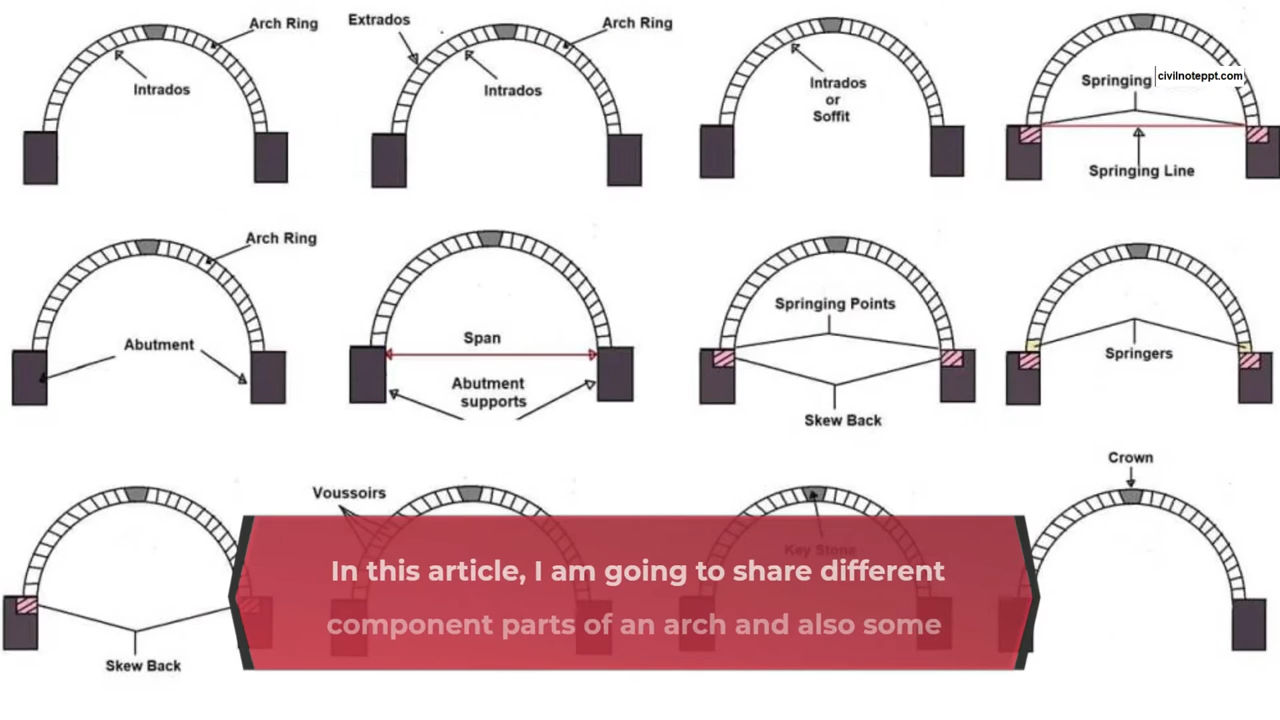 Arch Ring
Intrados
Extrados
Arch Ring
Intrados
Intrados
or
Soffit
Springing
civilnoteppt.com
Springing Line
Arch Ring
Abutment
Span
Abutment
supports
Springing Points
Skew Back
Springers
Skew Back
Voussoirs
Key Stone
Crown
In this article, I am going to share different
component parts of an arch and also some